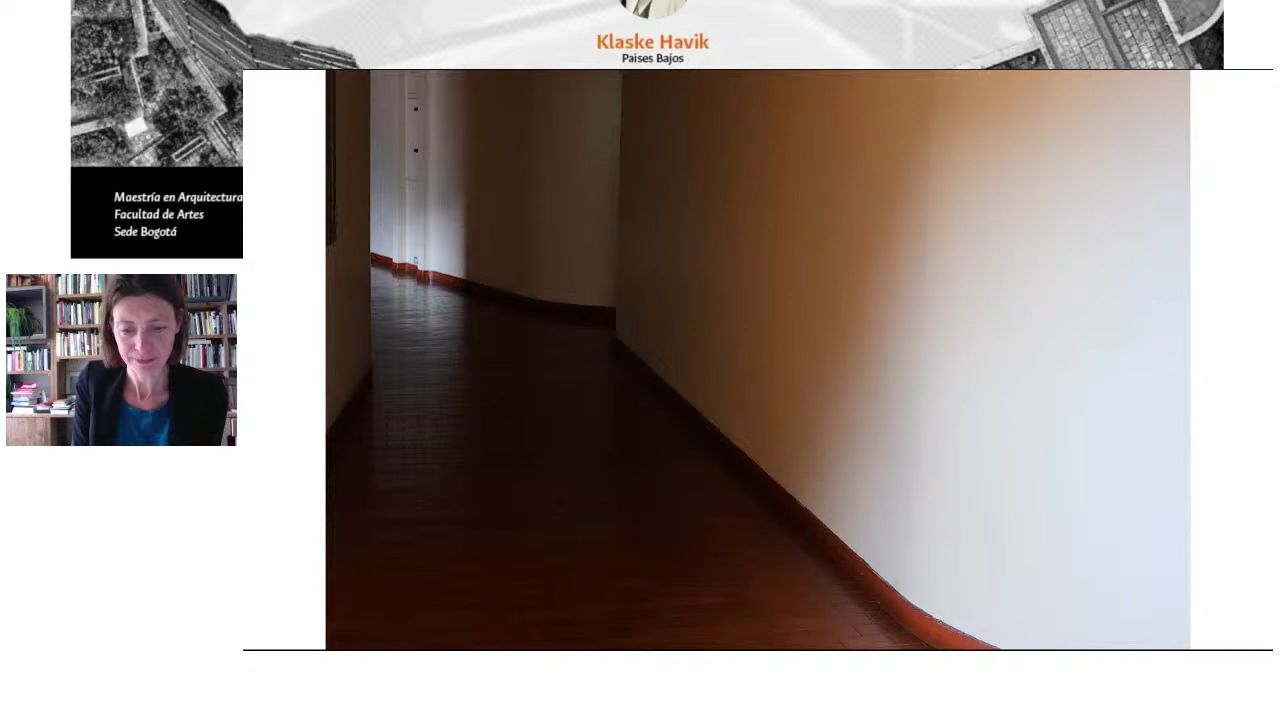 Klaske Havik
Paises Bajos
Maestría en Arquitectura
Facultad de Artes
Sede Bogotá